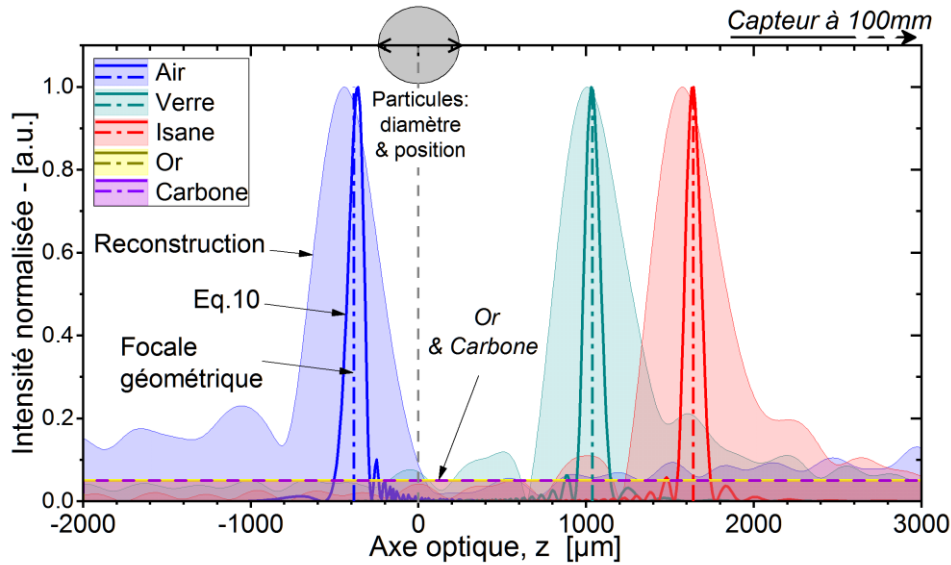 Capteur à 100mm
Air
Verre
Isane
Or
Carbone
Particules:
diamètre
& position
Reconstruction
Eq.10
Focale
géométrique
Or
& Carbone
Intensité normalisée - [a.u.]
1.0
0.8
0.6
0.4
0.2
0.0
-2000
-1000
0
1000
2000
3000
Axe optique, z [µm]